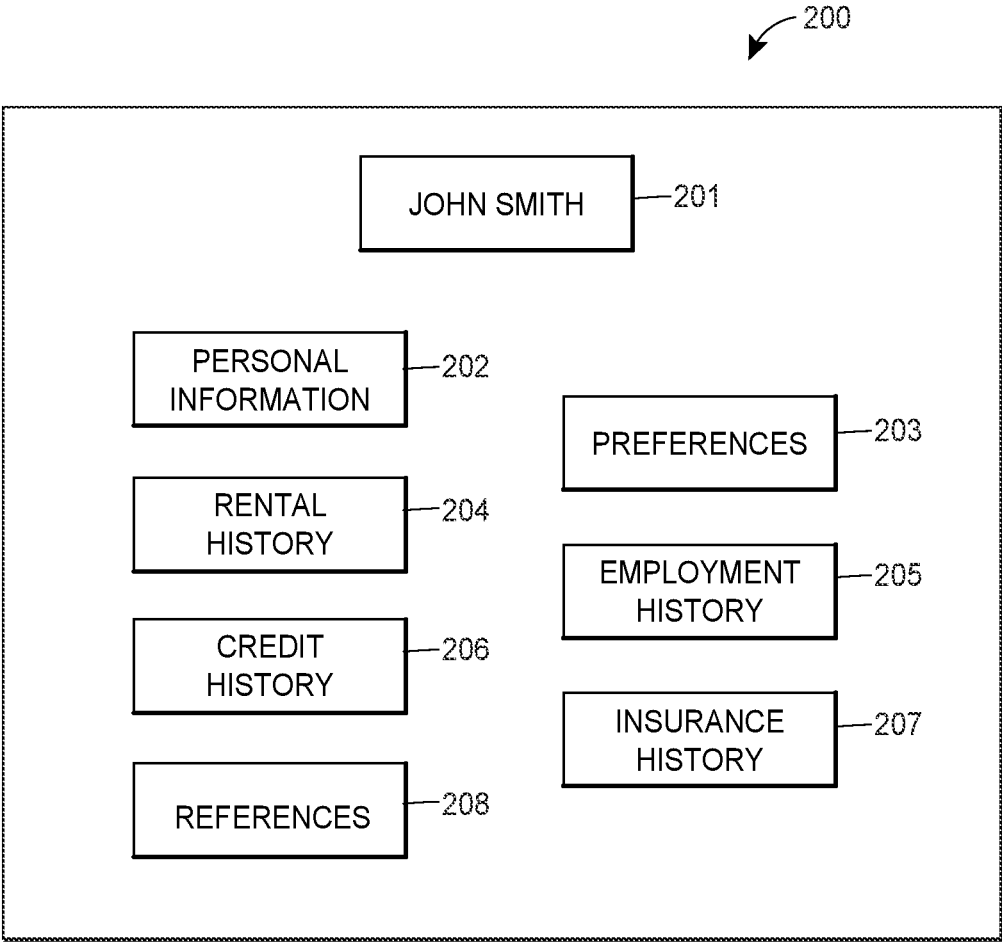 200
JOHN SMITH
201
PERSONAL
INFORMATION
202
PREFERENCES
203
RENTAL
HISTORY
204
EMPLOYMENT
HISTORY
205
CREDIT
HISTORY
206
INSURANCE
HISTORY
207
REFERENCES
208